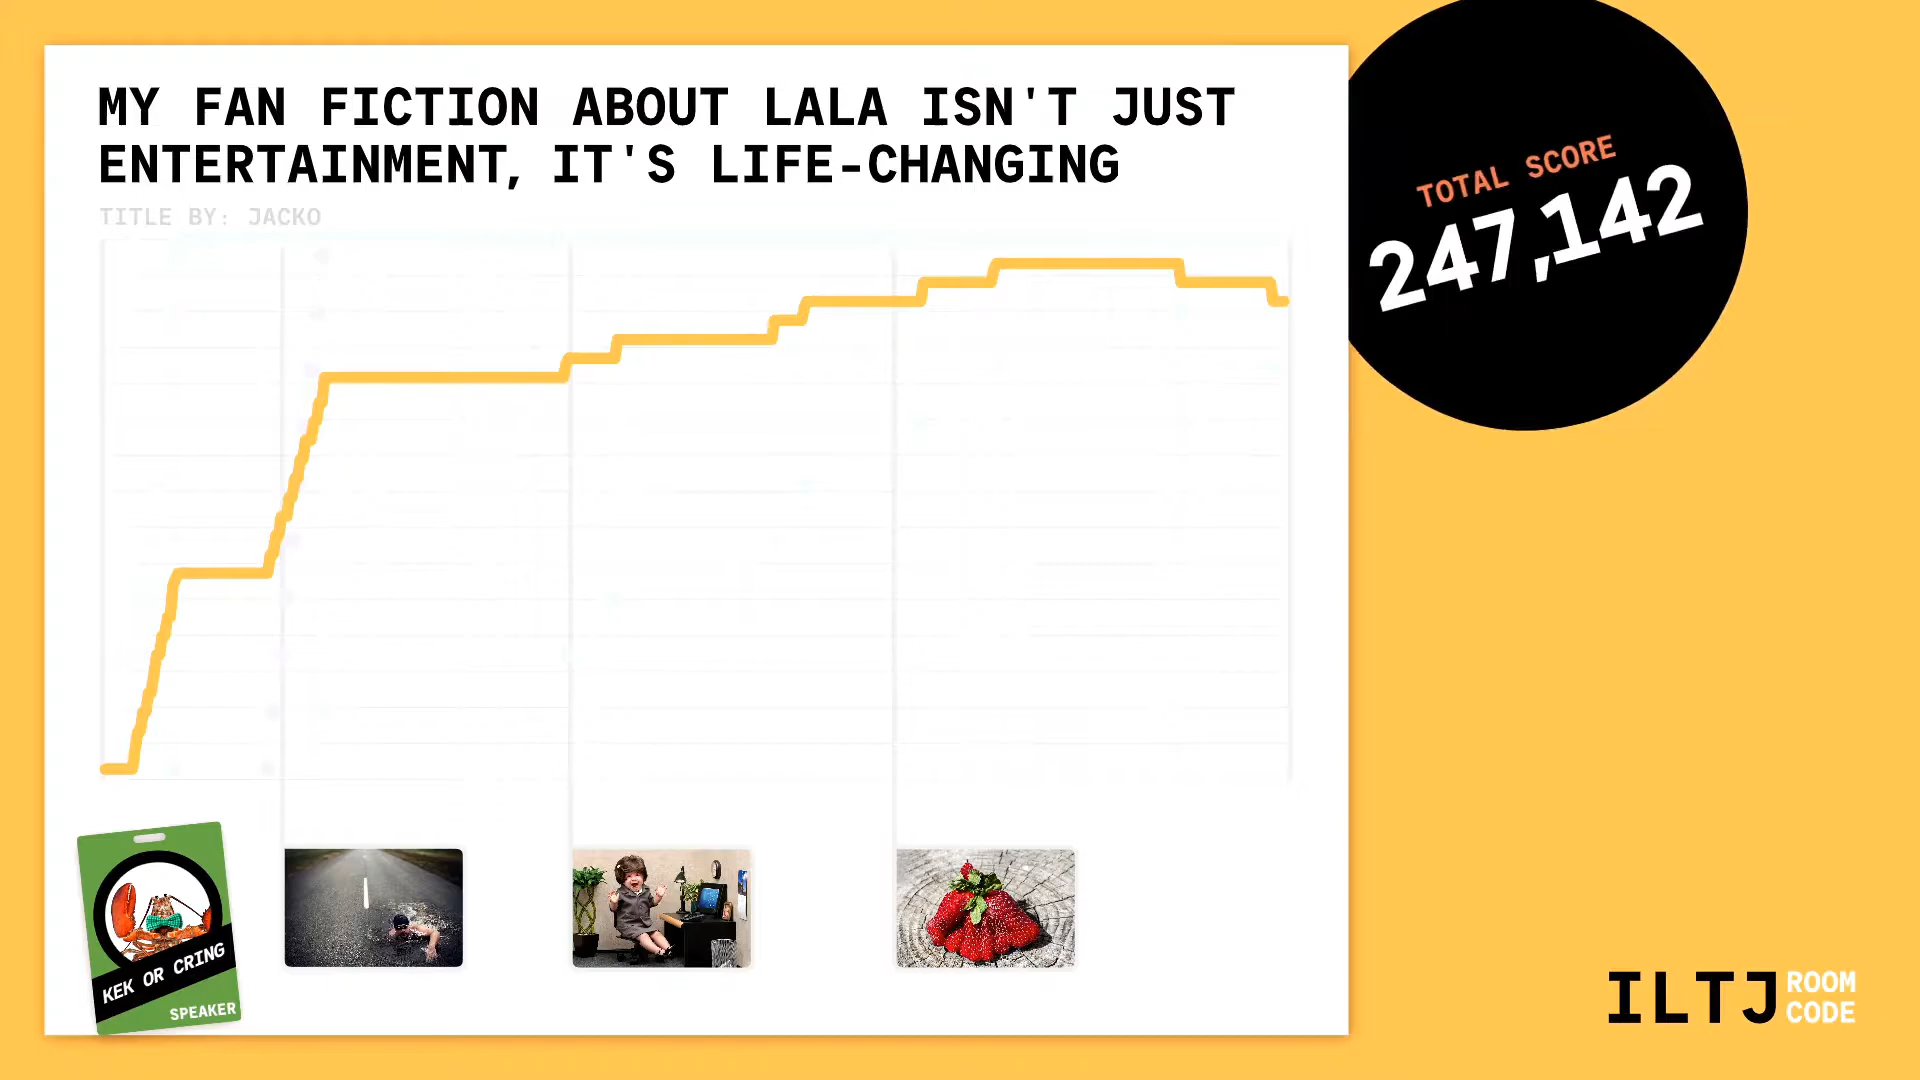 MY FAN FICTION ABOUT LALA ISN'T JUST
ENTERTAINMENT, IT'S LIFE-CHANGING
TITLE BY: JACKO
TOTAL SCORE
247,142
KEK OR CRING
SPEAKER
ILTJ
ROOM
CODE